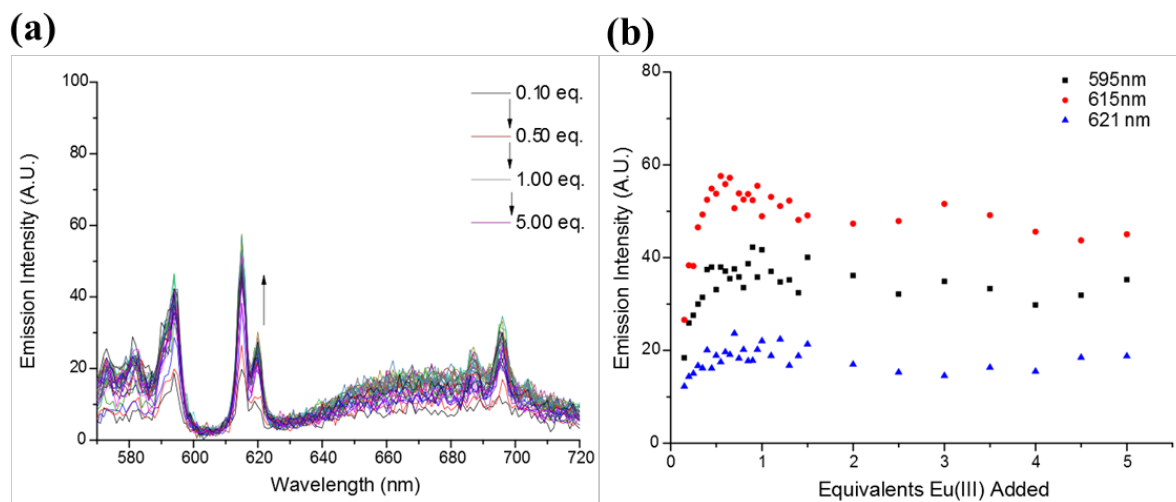 (a)
100
80
60
40
20
0
Emission Intensity (A.U.)
0.10 eq.
0.50 eq.
1.00 eq.
5.00 eq.
580 600 620 640 660 680 700 720
Wavelength (nm)
(b)
80
60
40
20
0
Emission Intensity (A.U.)
595nm
615nm
621 nm
0 1 2 3 4 5
Equivalents Eu(III) Added